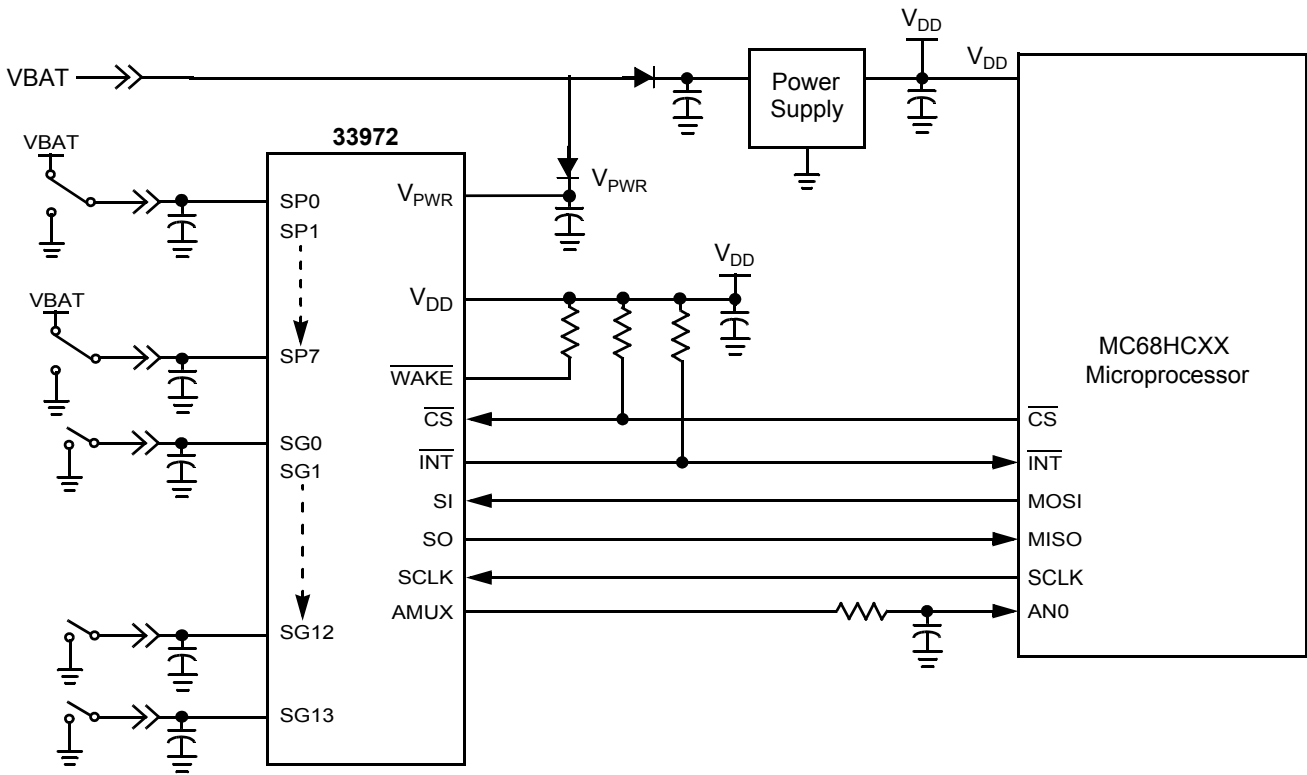 VBAT
V_DD
V_DD
Power
Supply
33972
VBAT
V_PWR
V_PWR
SP0
SP1
V_DD
V_DD
VBAT
SP7
WAKE
CS
CS
SG0
SG1
INT
INT
SI
MOSI
SO
MISO
SCLK
SCLK
AMUX
AN0
SG12
SG13
MC68HCXX
Microprocessor